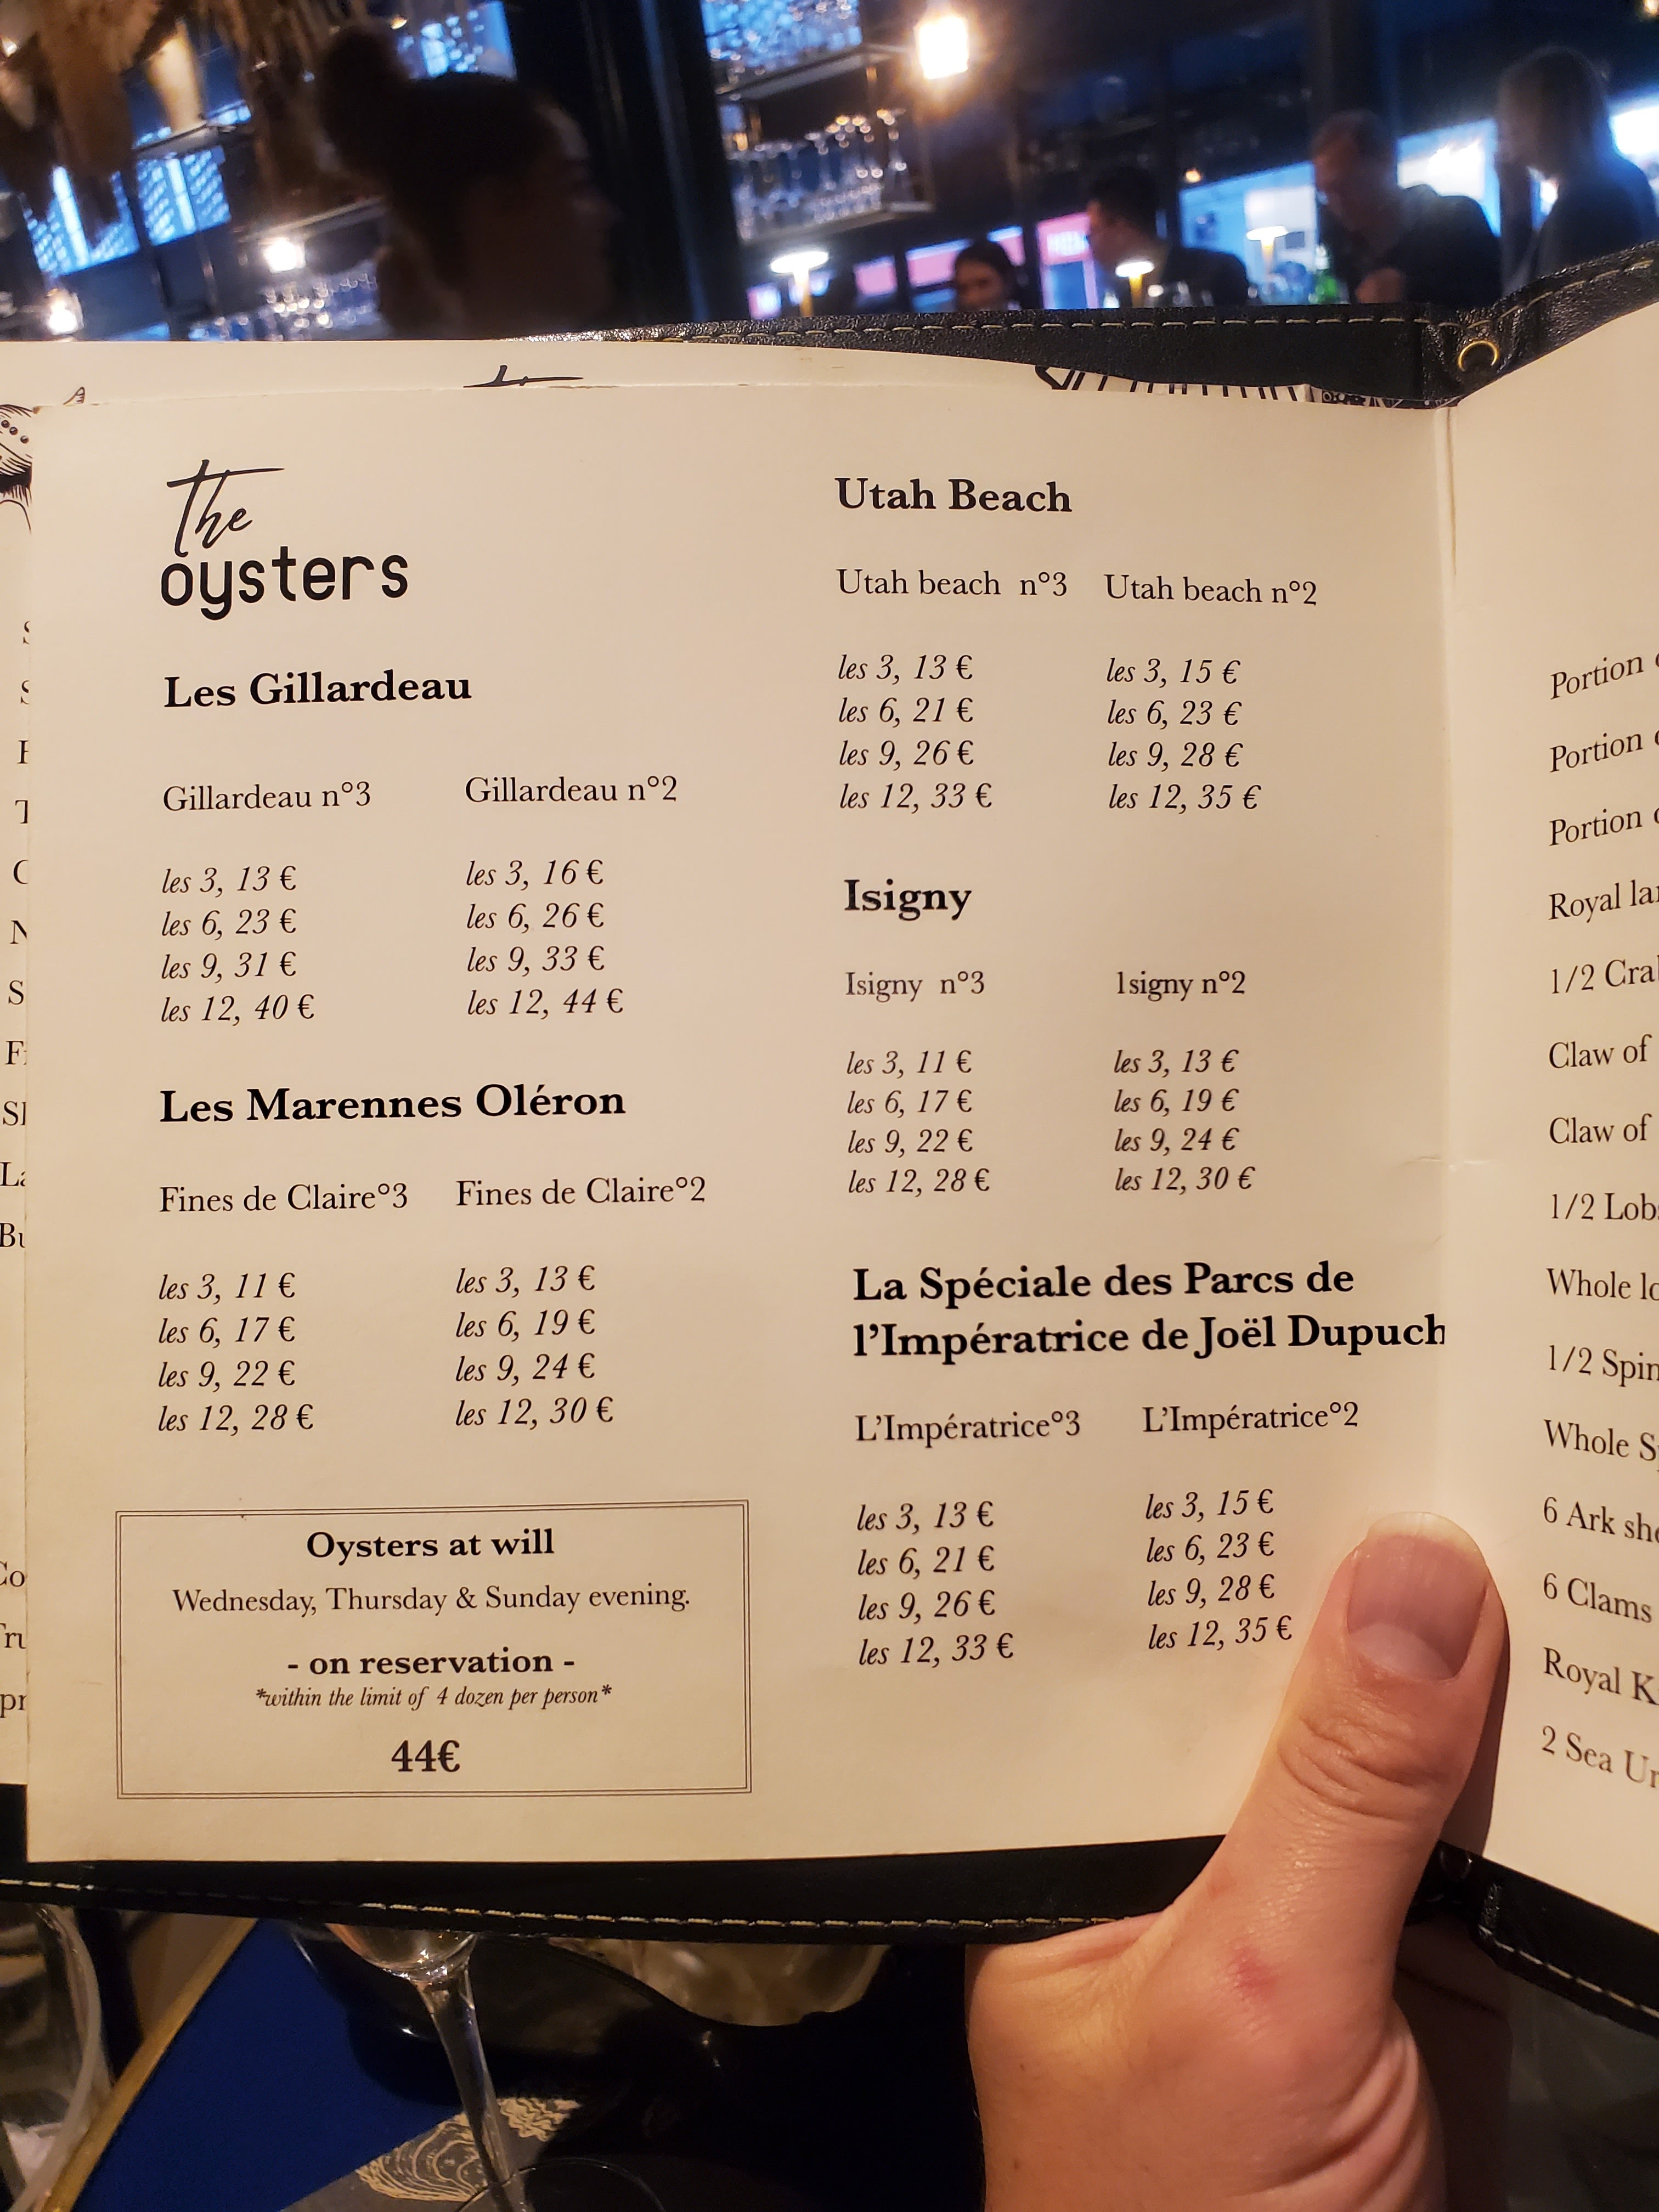 the
oysters
Les Gillardeau
Gillardeau n°3 Gillardeau n°2
les 3, 13 € les 3, 16 €
les 6, 23 € les 6, 26 €
les 9, 31 € les 9, 33 €
les 12, 40 € les 12, 44 €
Les Marennes Oléron
Fines de Claire°3 Fines de Claire°2
les 3, 11 € les 3, 13 €
les 6, 17 € les 6, 19 €
les 9, 22 € les 9, 24 €
les 12, 28 € les 12, 30 €
Oysters at will
Wednesday, Thursday & Sunday evening.
- on reservation -
*within the limit of 4 dozen per person*
44€
Utah Beach
Utah beach n°3 Utah beach n°2
les 3, 13 € les 3, 15 €
les 6, 21 € les 6, 23 €
les 9, 26 € les 9, 28 €
les 12, 33 € les 12, 35 €
Isigny
Isigny n°3 1signy n°2
les 3, 11 € les 3, 13 €
les 6, 17 € les 6, 19 €
les 9, 22 € les 9, 24 €
les 12, 28 € les 12, 30 €
La Spéciale des Parcs de
l'Impératrice de Joël Dupuch
L'Impératrice°3 L'Impératrice°2
les 3, 13 € les 3, 15 €
les 6, 21 € les 6, 23 €
les 9, 26 € les 9, 28 €
les 12, 33 € les 12, 35 €
Portion
Portion
Portion
Royal
1/2
Claw of
Claw of
1/2
Whole
1/2
Whole
6 Ark
6 Clams
Royal
2 Sea